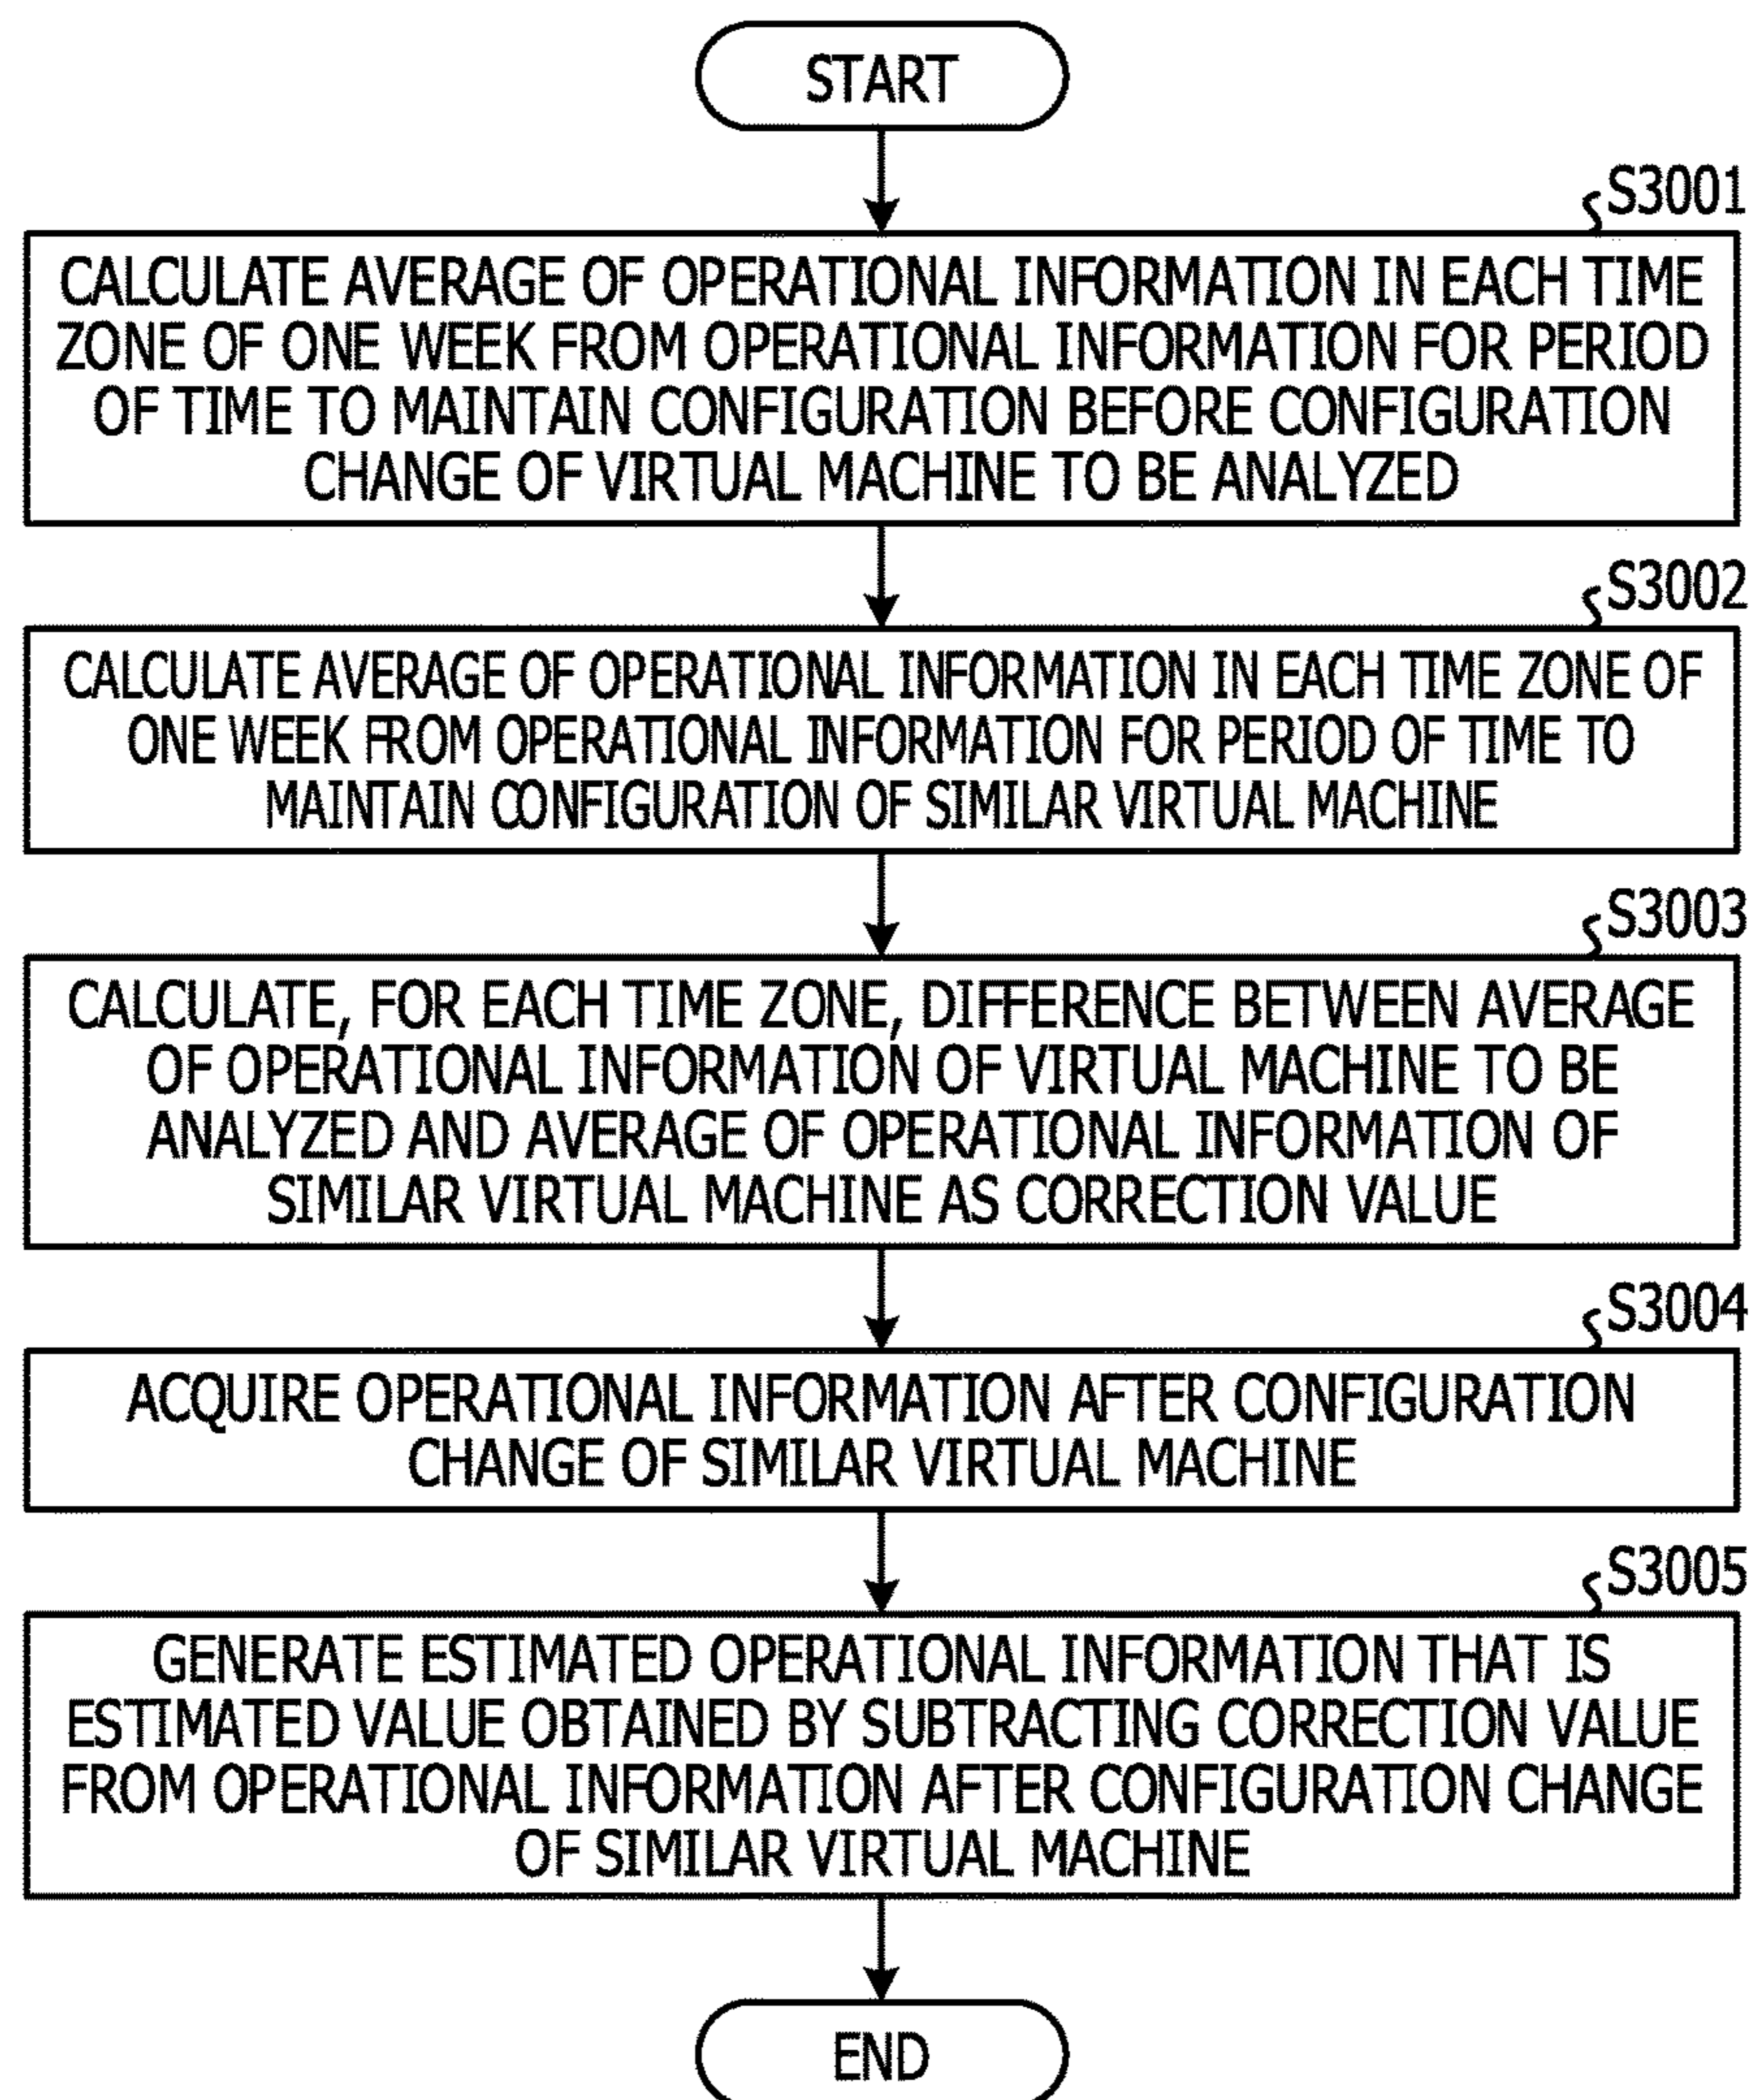 START
S3001
CALCULATE AVERAGE OF OPERATIONAL INFORMATION IN EACH TIME
ZONE OF ONE WEEK FROM OPERATIONAL INFORMATION FOR PERIOD
OF TIME TO MAINTAIN CONFIGURATION BEFORE CONFIGURATION
CHANGE OF VIRTUAL MACHINE TO BE ANALYZED
S3002
CALCULATE AVERAGE OF OPERATIONAL INFORMATION IN EACH TIME ZONE OF
ONE WEEK FROM OPERATIONAL INFORMATION FOR PERIOD OF TIME TO
MAINTAIN CONFIGURATION OF SIMILAR VIRTUAL MACHINE
S3003
CALCULATE, FOR EACH TIME ZONE, DIFFERENCE BETWEEN AVERAGE
OF OPERATIONAL INFORMATION OF VIRTUAL MACHINE TO BE
ANALYZED AND AVERAGE OF OPERATIONAL INFORMATION OF
SIMILAR VIRTUAL MACHINE AS CORRECTION VALUE
S3004
ACQUIRE OPERATIONAL INFORMATION AFTER CONFIGURATION
CHANGE OF SIMILAR VIRTUAL MACHINE
S3005
GENERATE ESTIMATED OPERATIONAL INFORMATION THAT IS
ESTIMATED VALUE OBTAINED BY SUBTRACTING CORRECTION VALUE
FROM OPERATIONAL INFORMATION AFTER CONFIGURATION CHANGE
OF SIMILAR VIRTUAL MACHINE
END